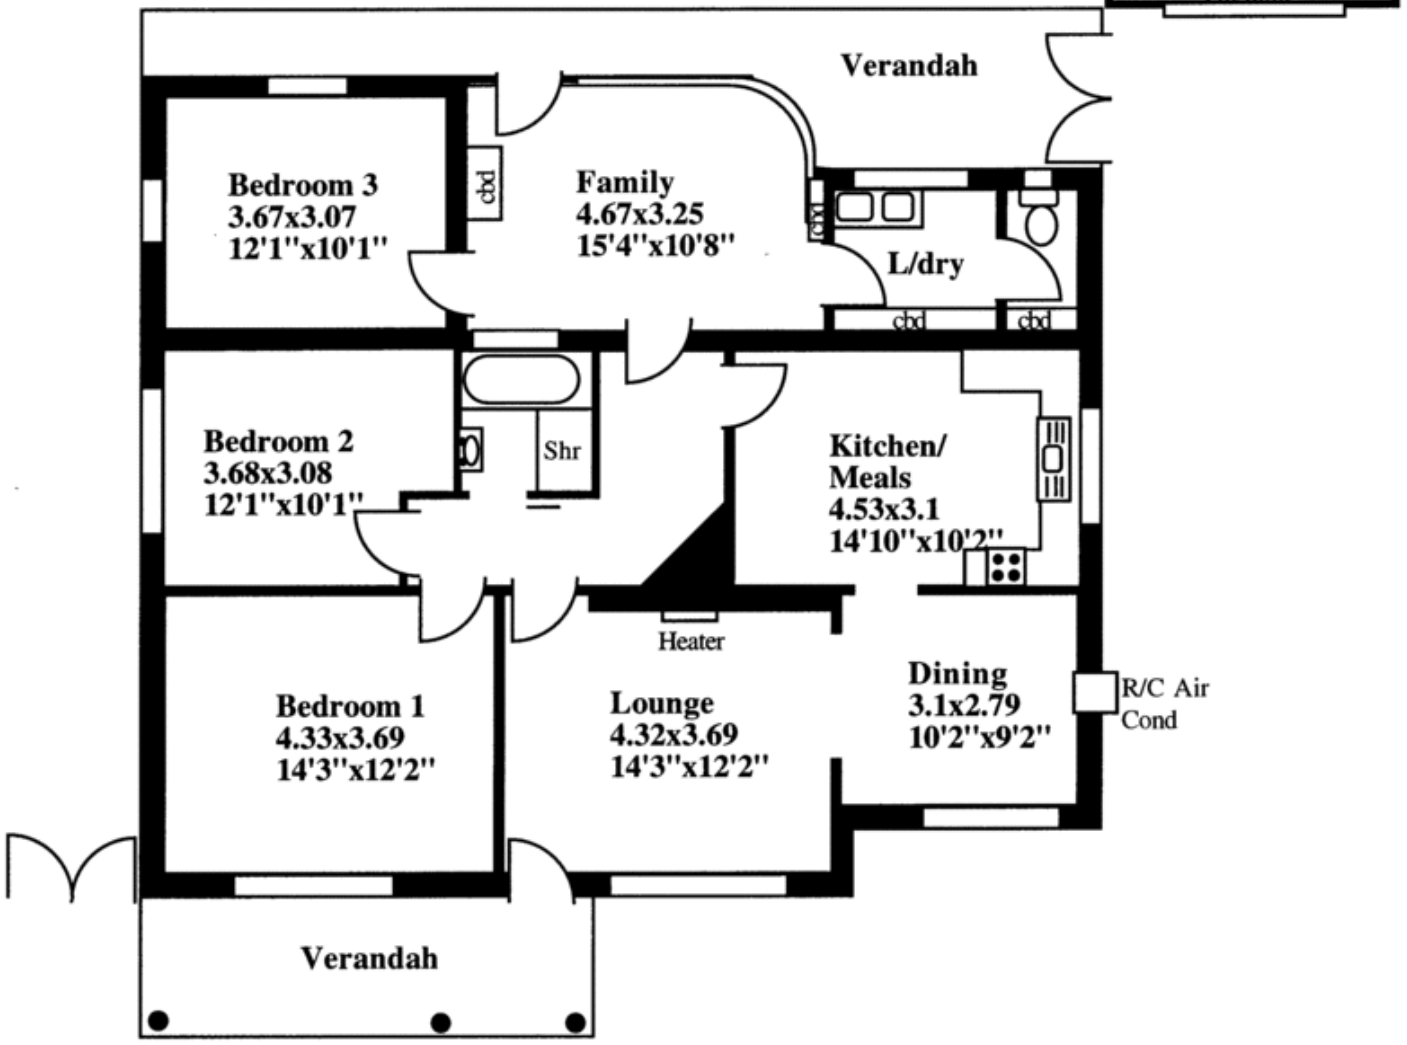 Verandah
Bedroom 3
3.67x3.07
12'1"x10'1"
cbd
Family
4.67x3.25
15'4"x10'8"
cbd
L/dry
cbd
cbd
Bedroom 2
3.68x3.08
12'1"x10'1"
Shr
Kitchen/
Meals
4.53x3.1
14'10"x10'2"
Heater
Bedroom 1
4.33x3.69
14'3"x12'2"
Lounge
4.32x3.69
14'3"x12'2"
Dining
3.1x2.79
10'2"x9'2"
R/C Air
Cond
Verandah